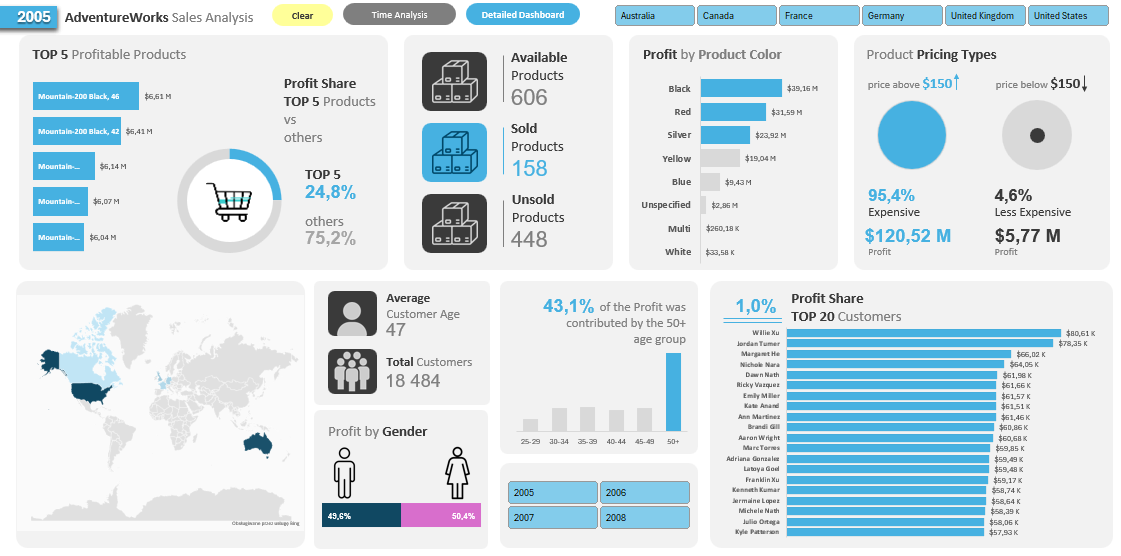 2005 AdventureWorks Sales Analysis
Clear
Time Analysis
Detailed Dashboard
Australia
Canada
France
Germany
United Kingdom
United States
TOP 5 Profitable Products
Mountain-200 Black, 46 $6,61 M
Mountain-200 Black, 42 $6,41 M
Mountain-... $6,14 M
Mountain-... $6,07 M
Mountain-... $6,04 M
Profit Share
TOP 5 Products
vs
others
TOP 5
24,8%
others
75,2%
Available
Products
606
Sold
Products
158
Unsold
Products
448
Profit by Product Color
Black $39,16 M
Red $31,59 M
Silver $23,92 M
Yellow $19,04 M
Blue $9,43 M
Unspecified $2,86 M
Multi $260,18 K
White $33,58 K
Product Pricing Types
price above $150↑
price below $150↓
95,4%
Expensive
$120,52 M
Profit
4,6%
Less Expensive
$5,77 M
Profit
Obsługiwane przez usługę Bing
Average
Customer Age
47
Total Customers
18 484
Profit by Gender
49,6%
50,4%
43,1% of the Profit was
contributed by the 50+
age group
25-29 30-34 35-39 40-44 45-49 50+
2005
2006
2007
2008
1,0%
Profit Share
TOP 20 Customers
Willie Xu $80,61 K
Jordan Turner $78,35 K
Margaret He $66,02 K
Nichole Nara $64,05 K
Dawn Nath $61,98 K
Ricky Vazquez $61,66 K
Emily Miller $61,57 K
Kate Anand $61,51 K
Ann Martinez $61,46 K
Brandi Gill $60,86 K
Aaron Wright $60,68 K
Marc Torres $59,85 K
Adriana Gonzalez $59,49 K
Latoya Goel $59,48 K
Franklin Xu $59,17 K
Kenneth Kumar $58,74 K
Jermaine Lopez $58,64 K
Michele Nath $58,39 K
Julio Ortega $58,06 K
Kyle Patterson $57,93 K